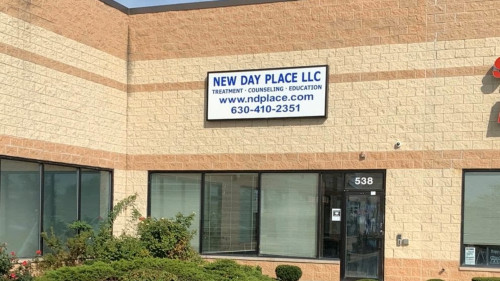 NEW DAY PLACE LLC
TREATMENT · COUNSELING · EDUCATION
www.ndplace.com
630-410-2351
538